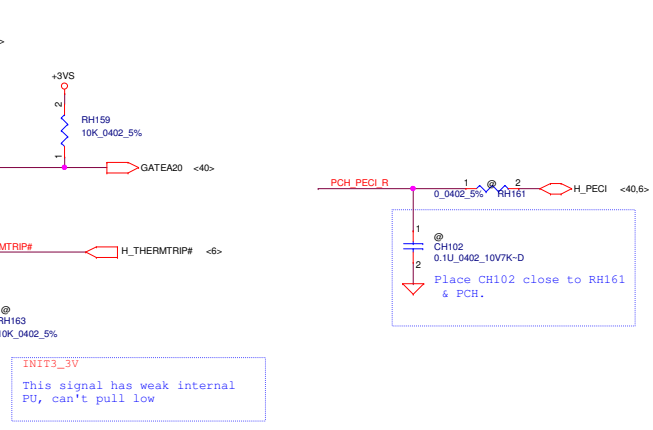 >
+3VS
2
RH159
10K_0402_5%
1
GATEA20 <40>
PCH_PECI_R
1 @ 2
0_0402_5% RH161
H_PECI <40,6>
1
@
CH102
0.1U_0402_10V7K~D
2
Place CH102 close to RH161
& PCH.
MTRIP#
H_THERMTRIP# <6>
@
RH163
10K_0402_5%
INIT3_3V
This signal has weak internal
PU, can't pull low